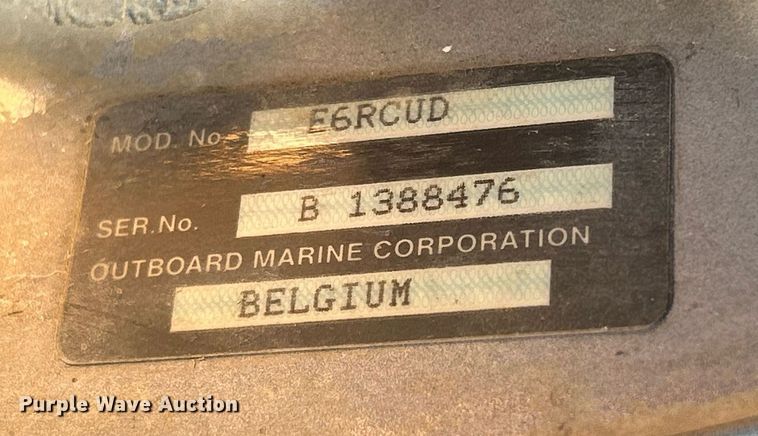 MOD. No. E6RCUD
SER.No. B 1388476
OUTBOARD MARINE CORPORATION
BELGIUM
Purple Wave Auction